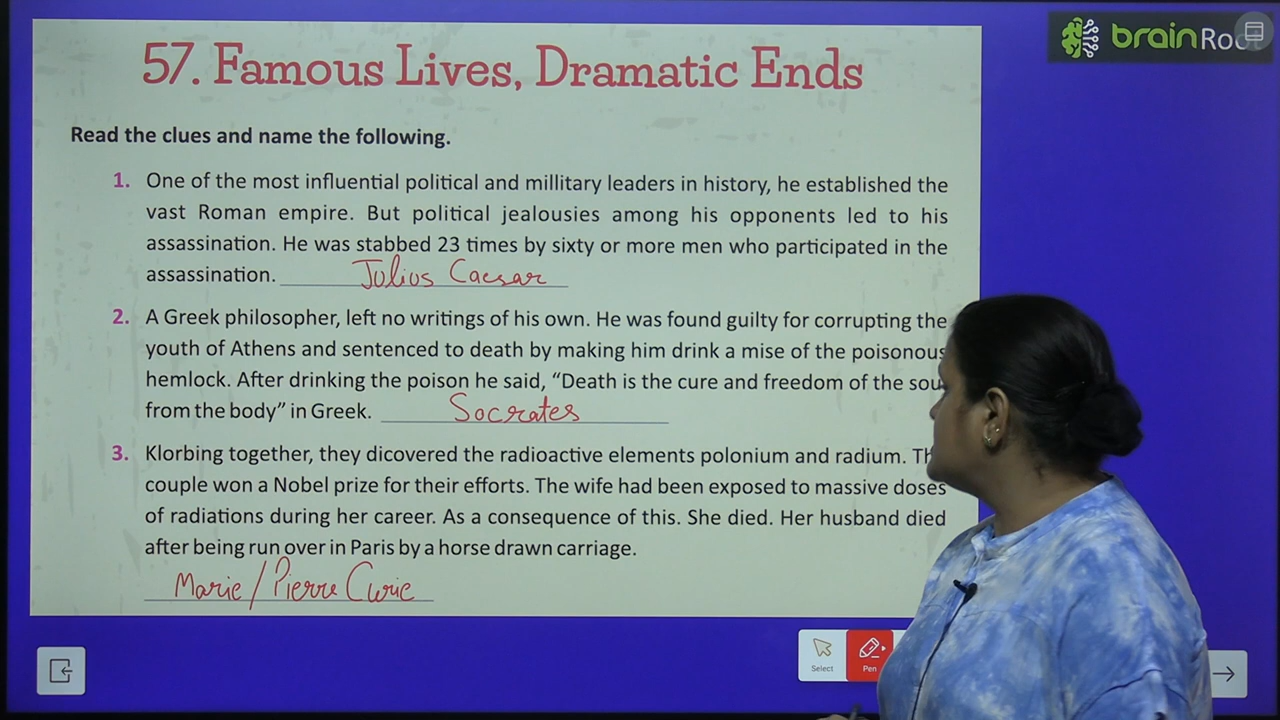 brainRoot
57. Famous Lives, Dramatic Ends
Read the clues and name the following.
1. One of the most influential political and millitary leaders in history, he established the
vast Roman empire. But political jealousies among his opponents led to his
assassination. He was stabbed 23 times by sixty or more men who participated in the
assassination. Julius Caesar
2. A Greek philosopher, left no writings of his own. He was found guilty for corrupting the
youth of Athens and sentenced to death by making him drink a mise of the poisonous
hemlock. After drinking the poison he said, “Death is the cure and freedom of the sou
from the body” in Greek. Socrates
3. Klorbing together, they dicovered the radioactive elements polonium and radium. Th
couple won a Nobel prize for their efforts. The wife had been exposed to massive doses
of radiations during her career. As a consequence of this. She died. Her husband died
after being run over in Paris by a horse drawn carriage.
Marie/Pierre Curie
Select
Pen